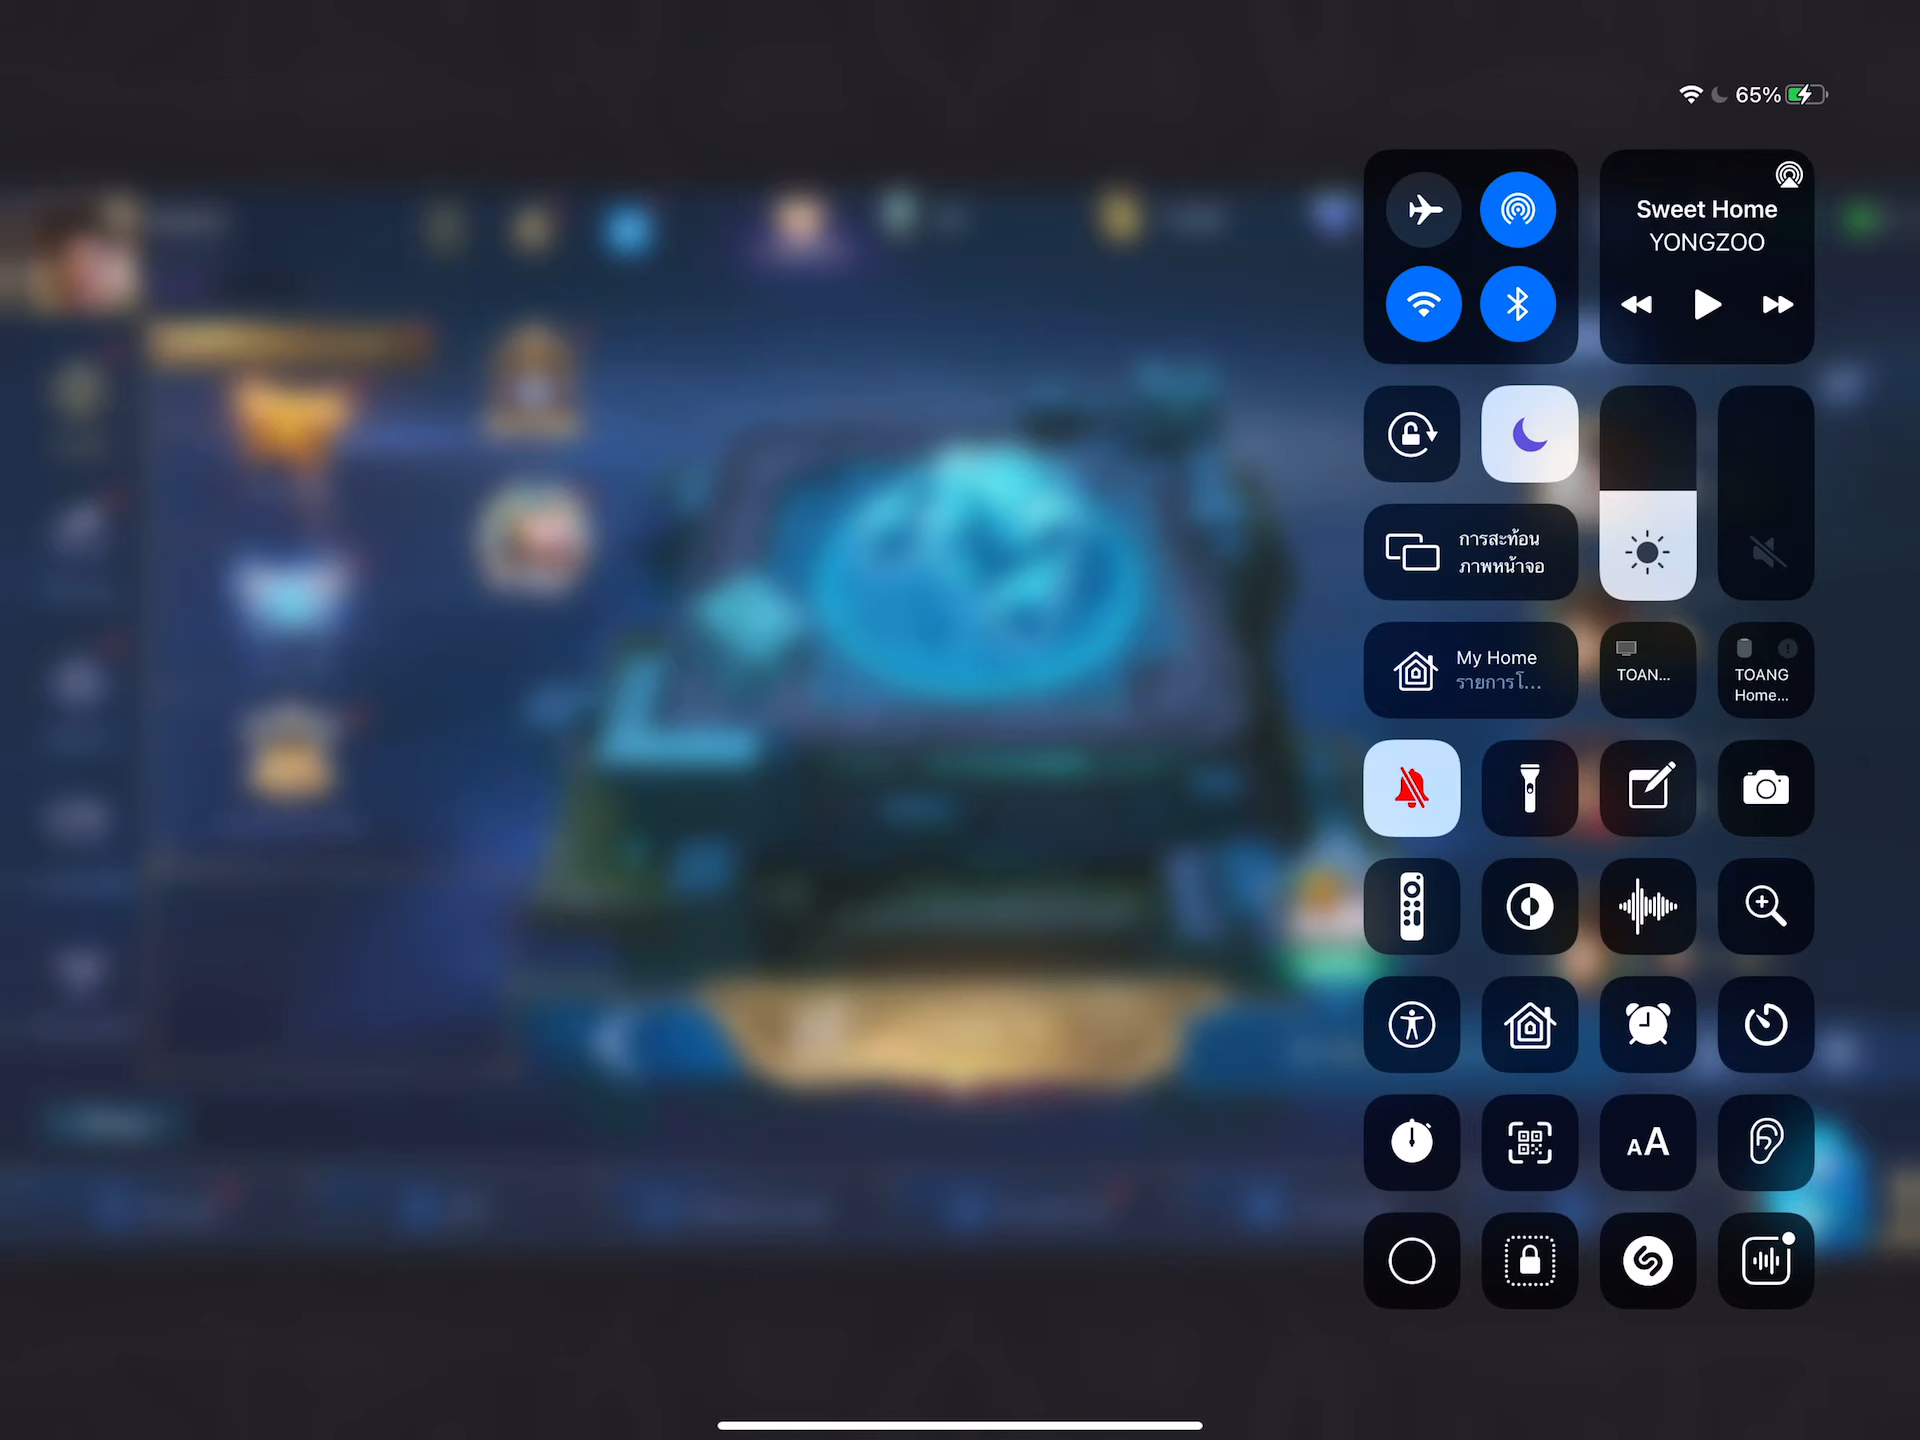 65%
Sweet Home
YONGZOO
การสะท้อน
ภาพหน้าจอ
My Home
รายการโ...
TOAN...
TOANG
Home...
AA